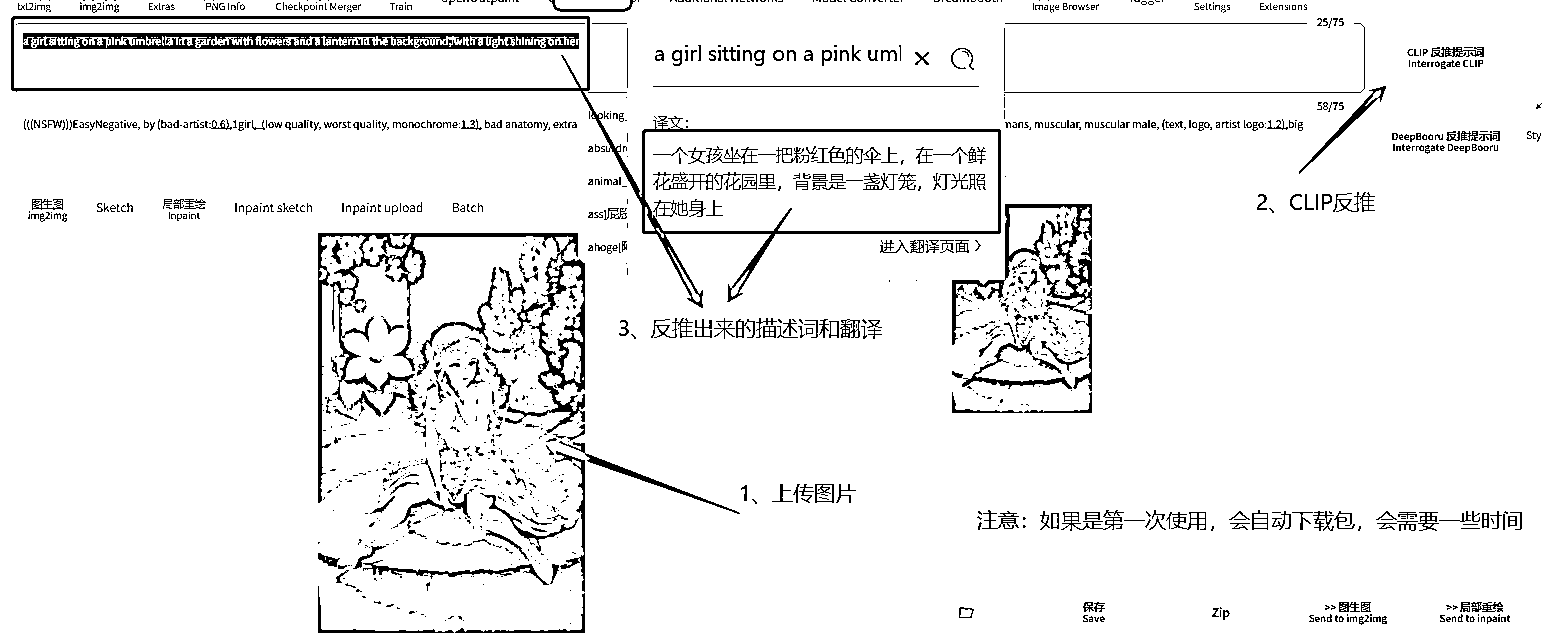 txt2img img2img Extras PNG Info Checkpoint Merger Train Additional Networks Model Converter Dreambooth Image Browser Tagger Settings Extensions
25/75
a girl sitting on a pink umbrella in a garden with flowers and a lantern in the background, with a light shining on her
a girl sitting on a pink uml
CLIP 反推提示词
Interrogate CLIP
58/75
(((NSFW)))EasyNegative, by (bad-artist:0.6),1girl, (low quality, worst quality, monochrome:1.3), bad anatomy, extra
mans, muscular, muscular male, (text, logo, artist logo:1.2),big
looking_
absurdr
animal_
ass[屁股
ahoge[
译文：
一个女孩坐在一把粉红色的伞上，在一个鲜
花盛开的花园里，背景是一盏灯笼，灯光照
在她身上
进入翻译页面 〉
DeepBooru 反推提示词
Interrogate DeepBooru
Sty
2、CLIP反推
图生图
img2img
Sketch
局部重绘
Inpaint
Inpaint sketch
Inpaint upload
Batch
3、反推出来的描述词和翻译
1、上传图片
注意：如果是第一次使用，会自动下载包，会需要一些时间
保存
Save
Zip
>> 图生图
Send to img2img
>> 局部重绘
Send to inpaint